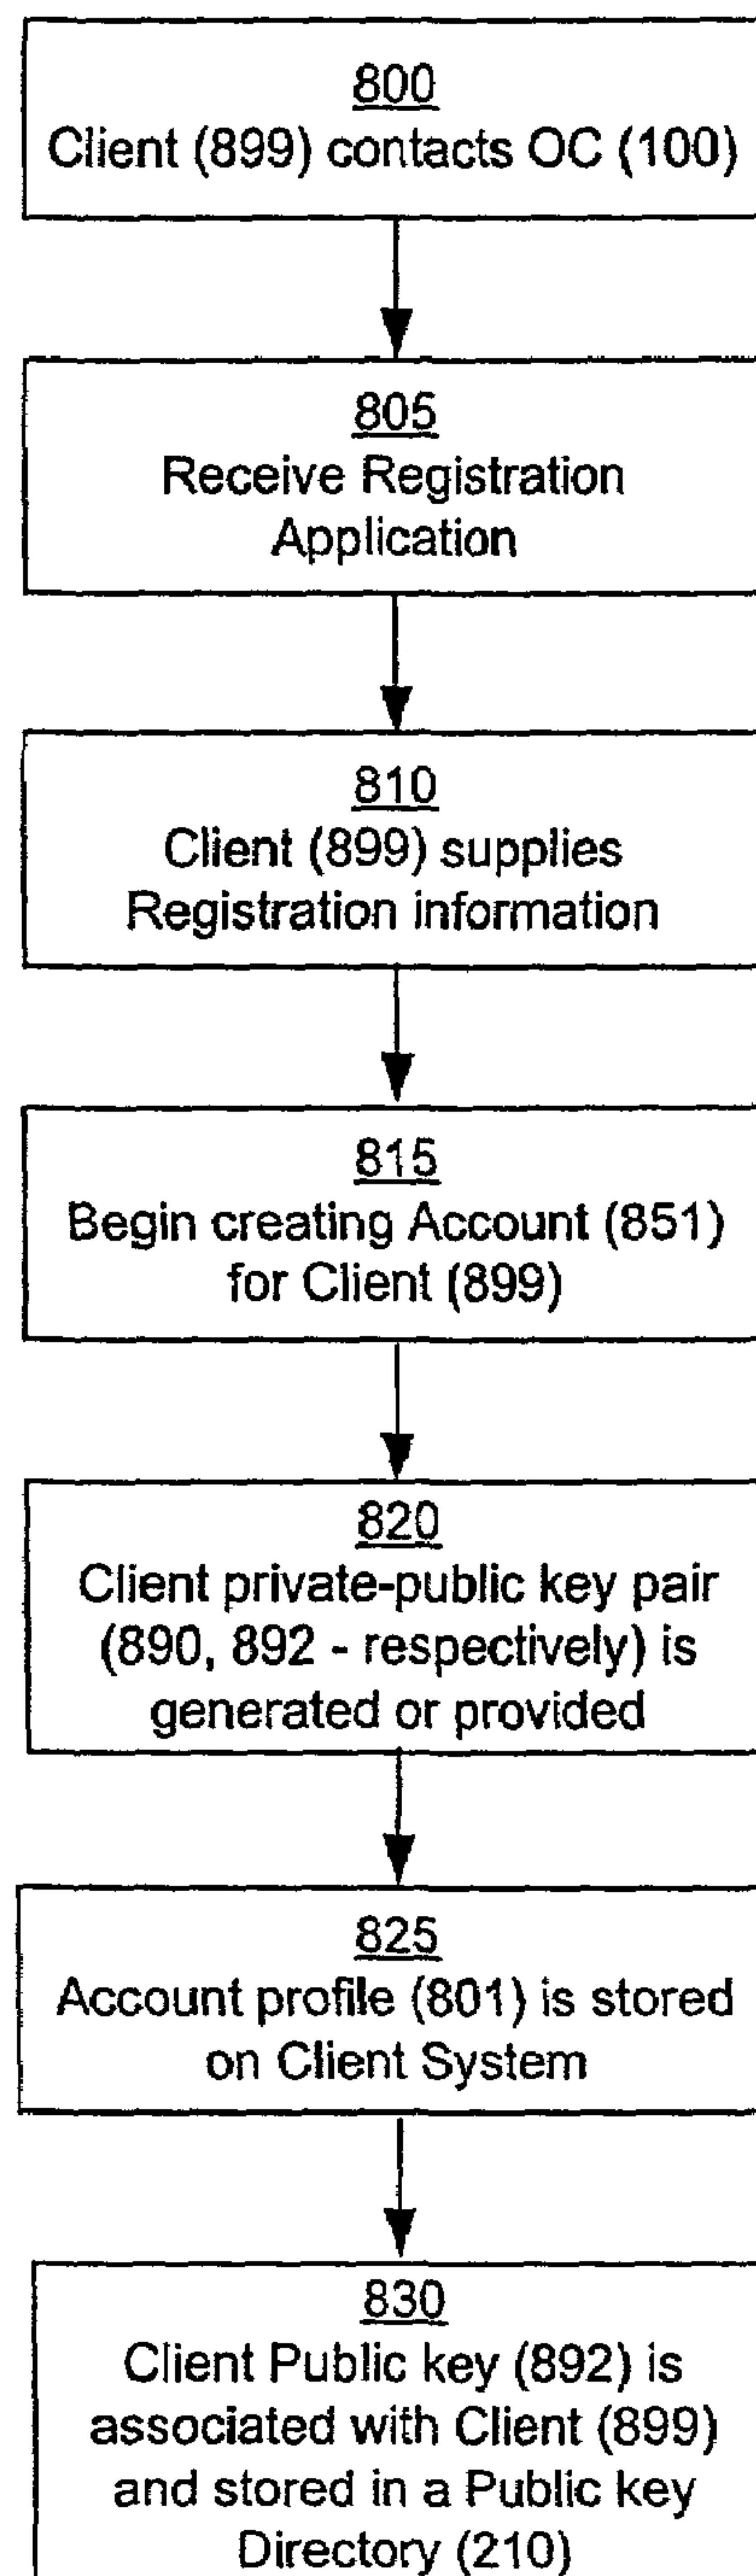 800
Client (899) contacts OC (100)
805
Receive Registration
Application
810
Client (899) supplies
Registration information
815
Begin creating Account (851)
for Client (899)
820
Client private-public key pair
(890, 892 - respectively) is
generated or provided
825
Account profile (801) is stored
on Client System
830
Client Public key (892) is
associated with Client (899)
and stored in a Public key
Directory (210)